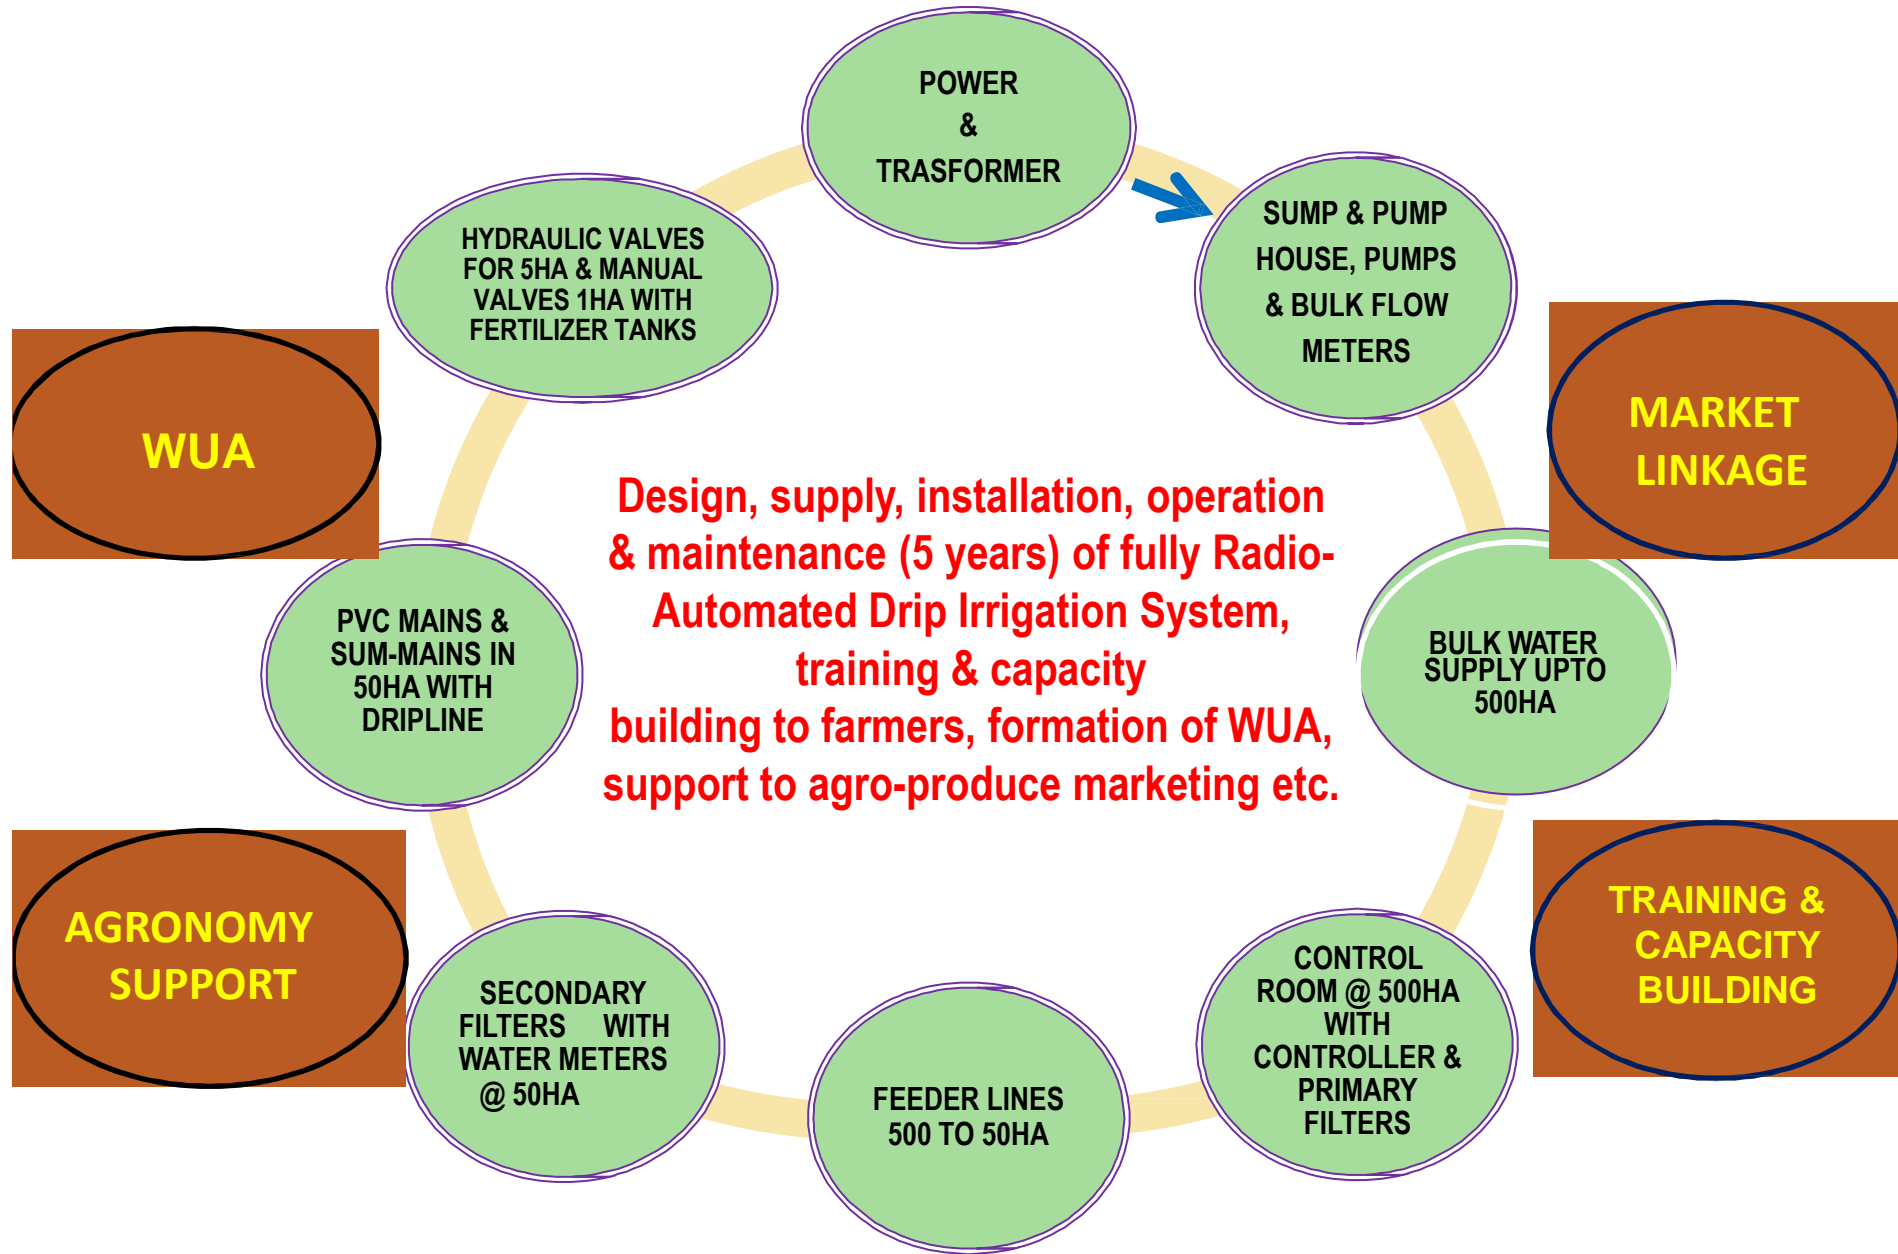 POWER
&
TRASFORMER
SUMP & PUMP
HOUSE, PUMPS
& BULK FLOW
METERS
BULK WATER
SUPPLY UPTO
500HA
CONTROL
ROOM @ 500HA
WITH
CONTROLLER &
PRIMARY
FILTERS
FEEDER LINES
500 TO 50HA
SECONDARY
FILTERS WITH
WATER METERS
@ 50HA
PVC MAINS &
SUM-MAINS IN
50HA WITH
DRIPLINE
HYDRAULIC VALVES
FOR 5HA & MANUAL
VALVES 1HA WITH
FERTILIZER TANKS
WUA
MARKET
LINKAGE
AGRONOMY
SUPPORT
TRAINING &
CAPACITY
BUILDING
Design, supply, installation, operation
& maintenance (5 years) of fully Radio-
Automated Drip Irrigation System,
training & capacity
building to farmers, formation of WUA,
support to agro-produce marketing etc.